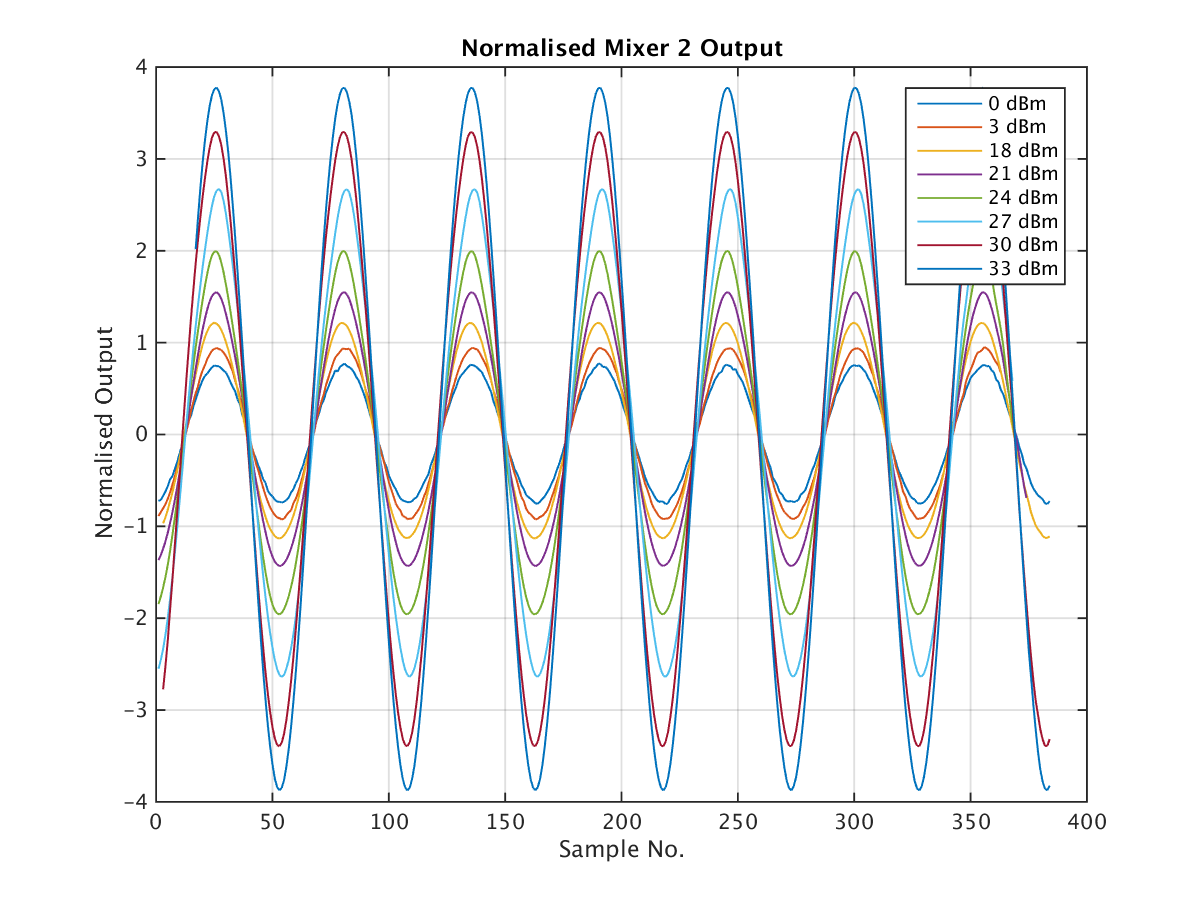 Normalised Mixer 2 Output
Normalised Output
4
3
2
1
0
−1
−2
−3
−4
0 dBm
3 dBm
18 dBm
21 dBm
24 dBm
27 dBm
30 dBm
33 dBm
0 50 100 150 200 250 300 350 400
Sample No.